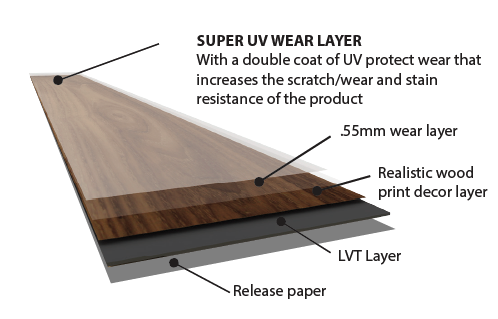 SUPER UV WEAR LAYER
With a double coat of UV protect wear that
increases the scratch/wear and stain
resistance of the product
.55mm wear layer
Realistic wood
print decor layer
LVT Layer
Release paper